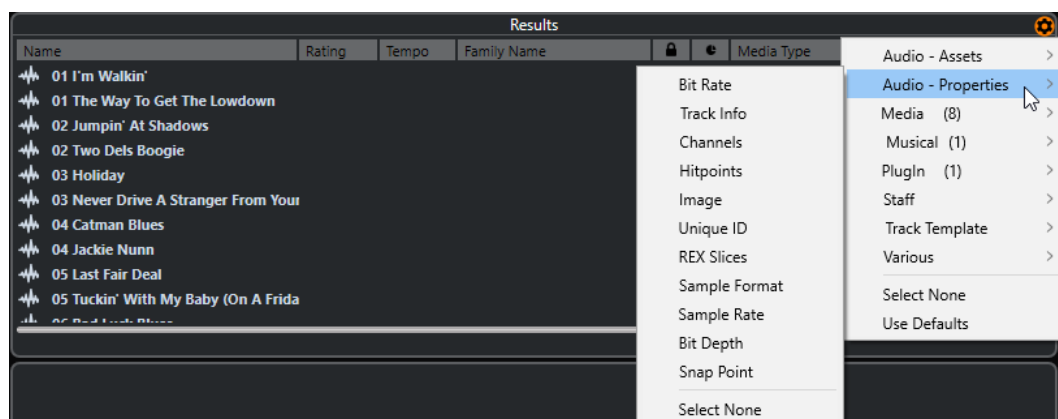 Results
Name Rating Tempo Family Name Media Type
01 I'm Walkin'
01 The Way To Get The Lowdown
02 Jumpin' At Shadows
02 Two Dels Boogie
03 Holiday
03 Never Drive A Stranger From Your
04 Catman Blues
04 Jackie Nunn
05 Last Fair Deal
05 Tuckin' With My Baby (On A Frida
Bit Rate
Track Info
Channels
Hitpoints
Image
Unique ID
REX Slices
Sample Format
Sample Rate
Bit Depth
Snap Point
Select None
Audio - Assets
Audio - Properties
Media (8)
Musical (1)
PlugIn (1)
Staff
Track Template
Various
Select None
Use Defaults